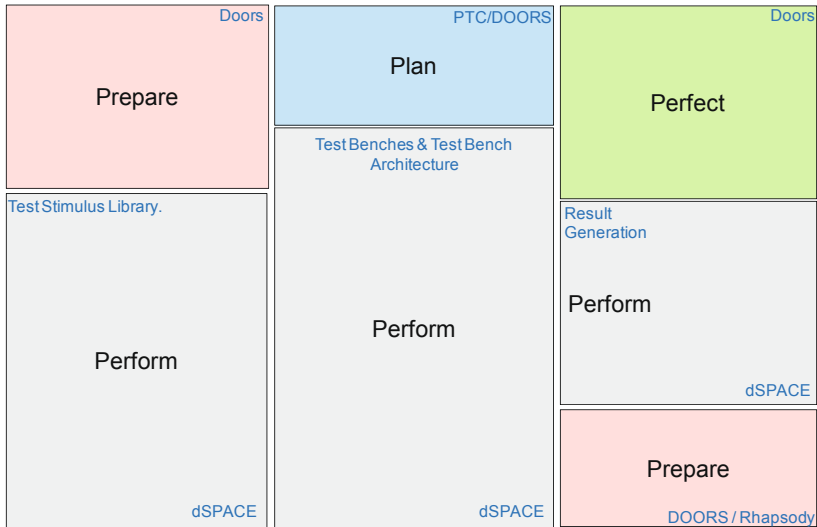 Doors
Prepare
Test Stimulus Library.
Perform
dSPACE
PTC/DOORS
Plan
Test Benches & Test Bench
Architecture
Perform
dSPACE
Doors
Perfect
Result
Generation
Perform
dSPACE
Prepare
DOORS / Rhapsody